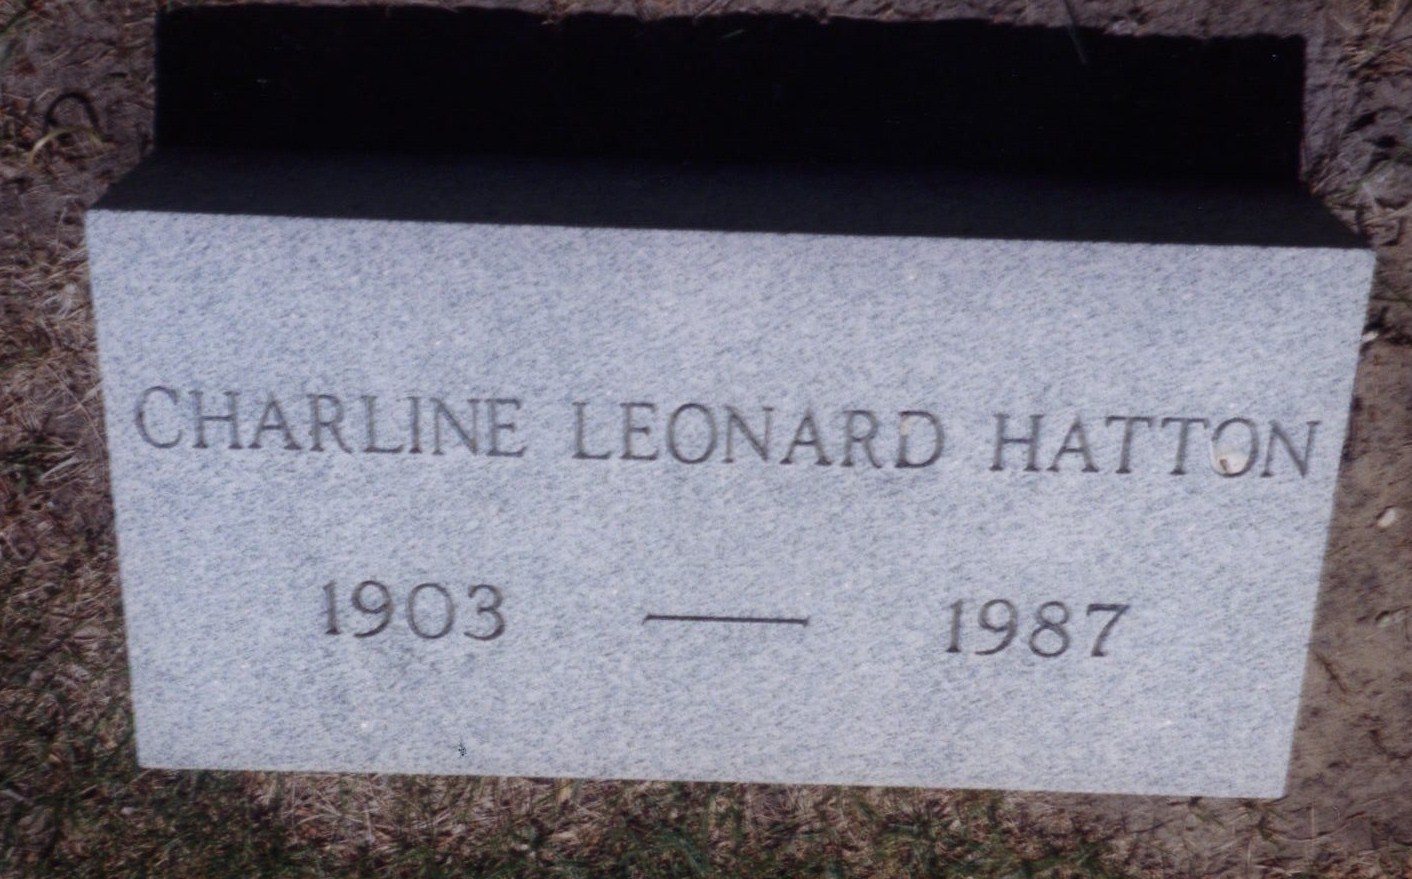 CHARLINE LEONARD HATTON
1903 — 1987